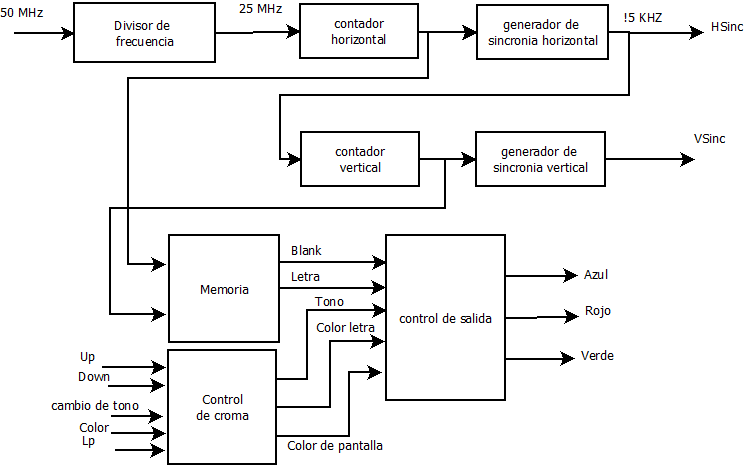 50 MHz
Divisor de
frecuencia
25 MHz
contador
horizontal
generador de
sincronia horizontal
!5 KHZ
HSinc
contador
vertical
generador de
sincronia vertical
VSinc
Memoria
Blank
Letra
Tono
Color letra
control de salida
Azul
Rojo
Verde
Up
Down
cambio de tono
Color
Lp
Control
de croma
Color de pantalla